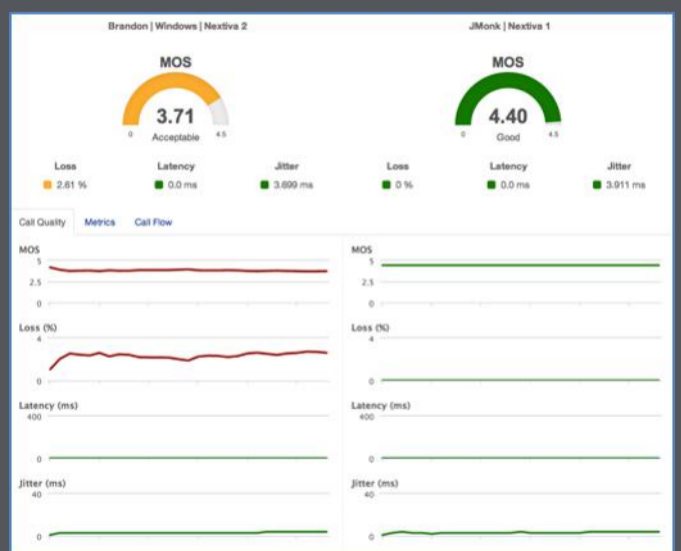 Brandon | Windows | Nextiva 2
MOS
3.71
0 Acceptable 4.5
Loss Latency Jitter
2.61 % 0.0 ms 3.899 ms
JMonk | Nextiva 1
MOS
4.40
0 Good 4.5
Loss Latency Jitter
0 % 0.0 ms 3.911 ms
Call Quality Metrics Call Flow
MOS
5
2.5
0
Loss (%)
4
0
Latency (ms)
400
0
Jitter (ms)
40
0
MOS
5
2.5
0
Loss (%)
4
0
Latency (ms)
400
0
Jitter (ms)
40
0